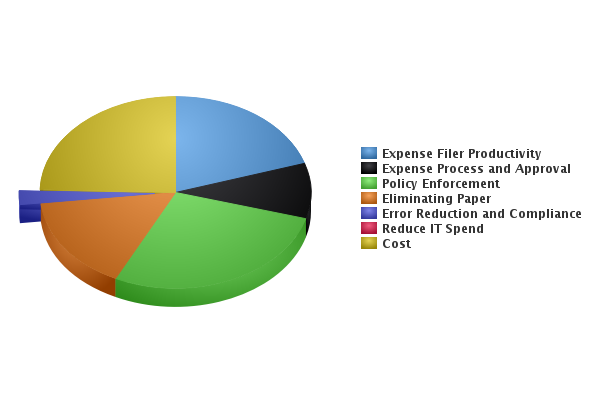 Expense Filer Productivity
Expense Process and Approval
Policy Enforcement
Eliminating Paper
Error Reduction and Compliance
Reduce IT Spend
Cost